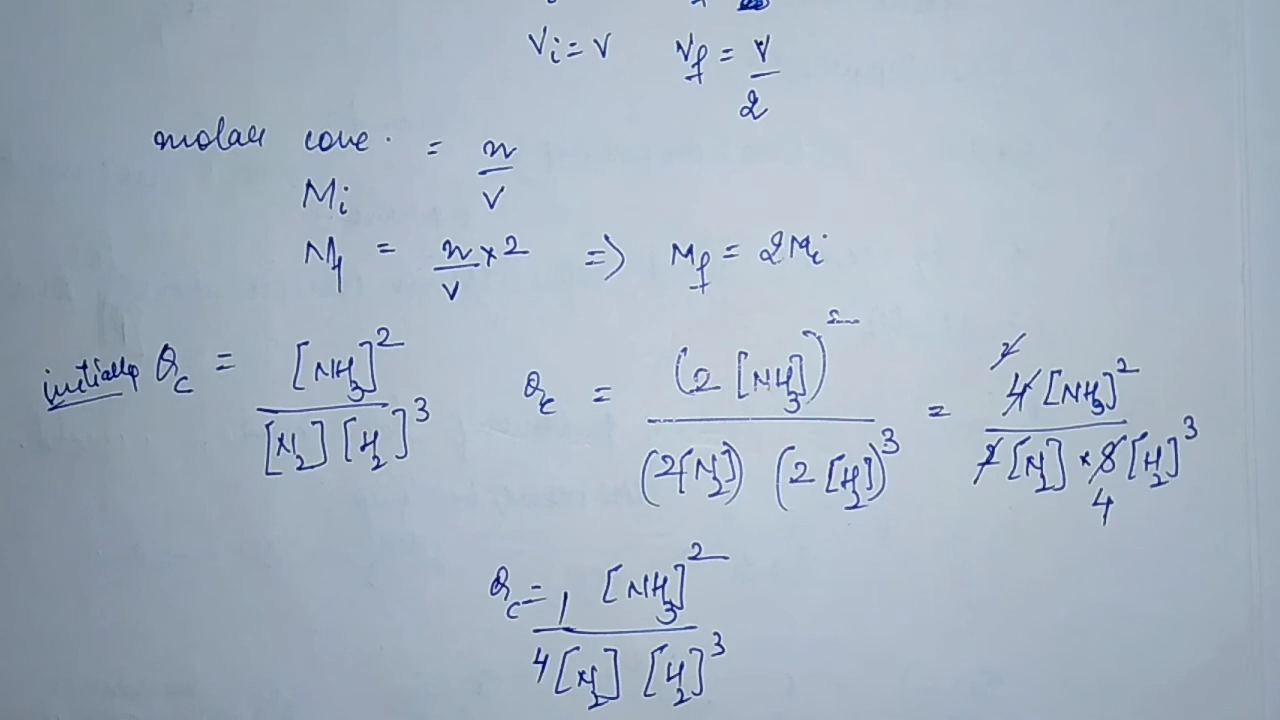 Vi = V Vf = V/2
molar conc. = n/V
Mi
Mf = n/V × 2 => Mf = 2Mi
initially Qc = [NH3]^2 / [N2] [H2]^3 Qc = (2 [NH3])^2 / (2[N2]) (2 [H2])^3 = 4 [NH3]^2 / 2 [N2] × 8 [H2]^3
4
Qc = 1 [NH3]^2 / 4 [N2] [H2]^3